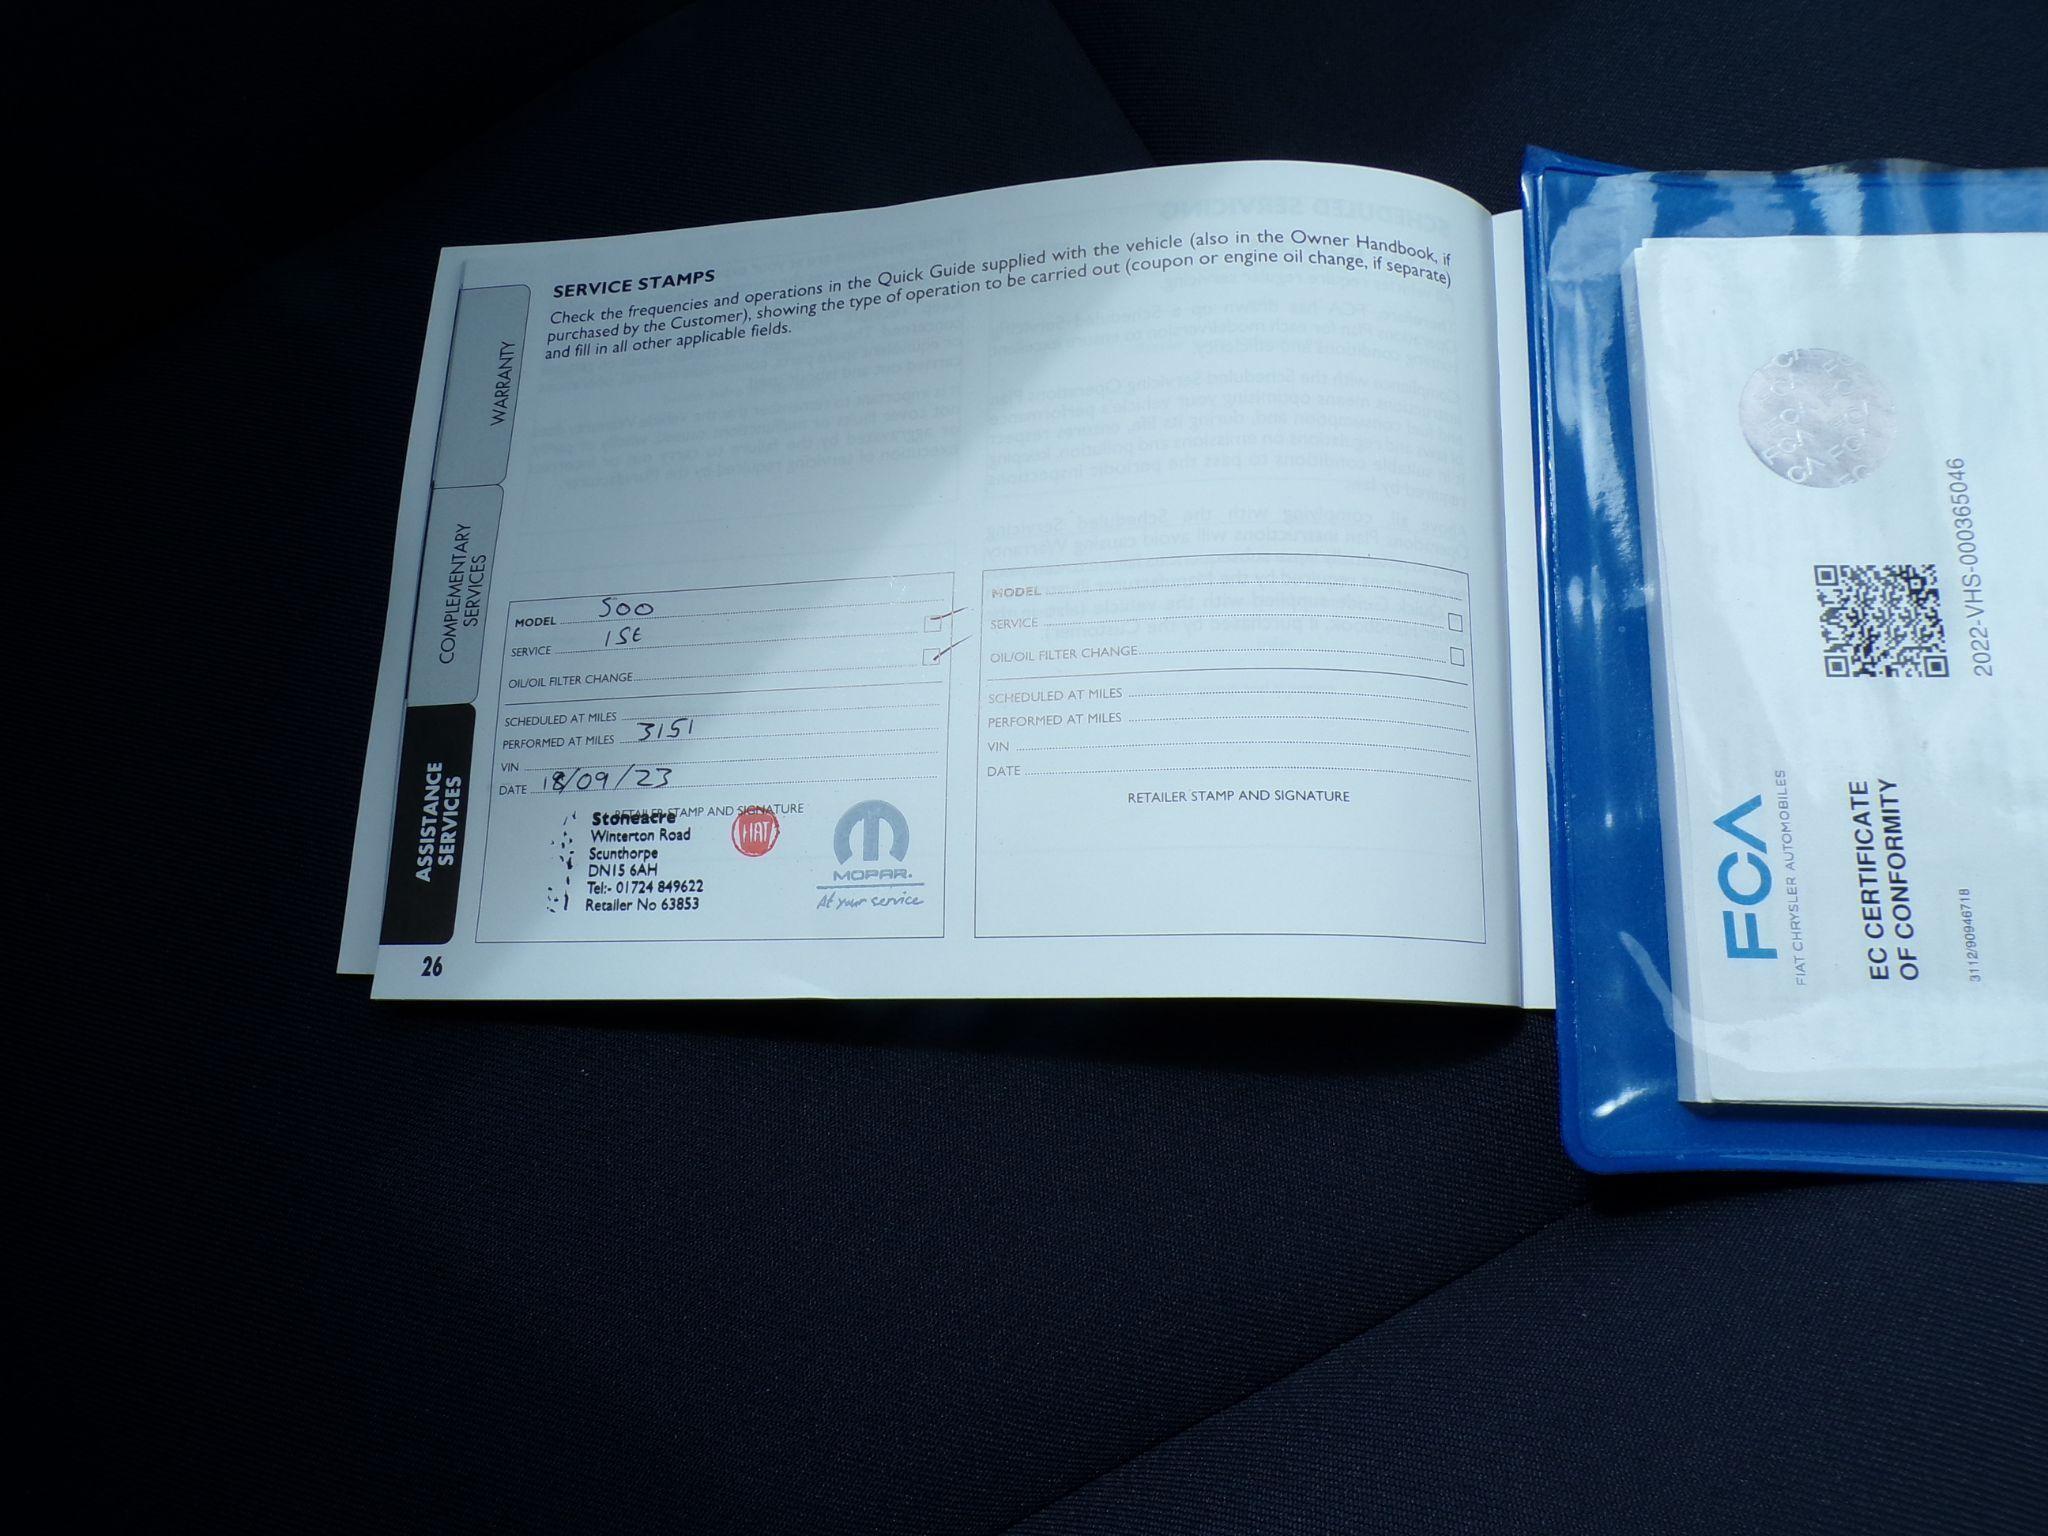 SERVICE STAMPS
Check the frequencies and operations in the Quick Guide supplied with the vehicle (also in the Owner Handbook, if
purchased by the Customer), showing the type of operation to be carried out (coupon or engine oil change, if separate)
and fill in all other applicable fields.
WARRANTY
COMPLEMENTARY
SERVICES
ASSISTANCE
SERVICES
MODEL 500
SERVICE 1st
OIL/OIL FILTER CHANGE
SCHEDULED AT MILES
PERFORMED AT MILES 3151
VIN
DATE 18/09/23
RETAILER STAMP AND SIGNATURE
Stoneacre
Winterton Road
Scunthorpe
DN15 6AH
Tel:- 01724 849622
Retailer No 63853
FIAT
MOPAR.
At your service
MODEL
SERVICE
OIL/OIL FILTER CHANGE
SCHEDULED AT MILES
PERFORMED AT MILES
VIN
DATE
RETAILER STAMP AND SIGNATURE
26
FCA
FIAT CHRYSLER AUTOMOBILES
EC CERTIFICATE
OF CONFORMITY
3112/90946718
2022-VHS-000365046